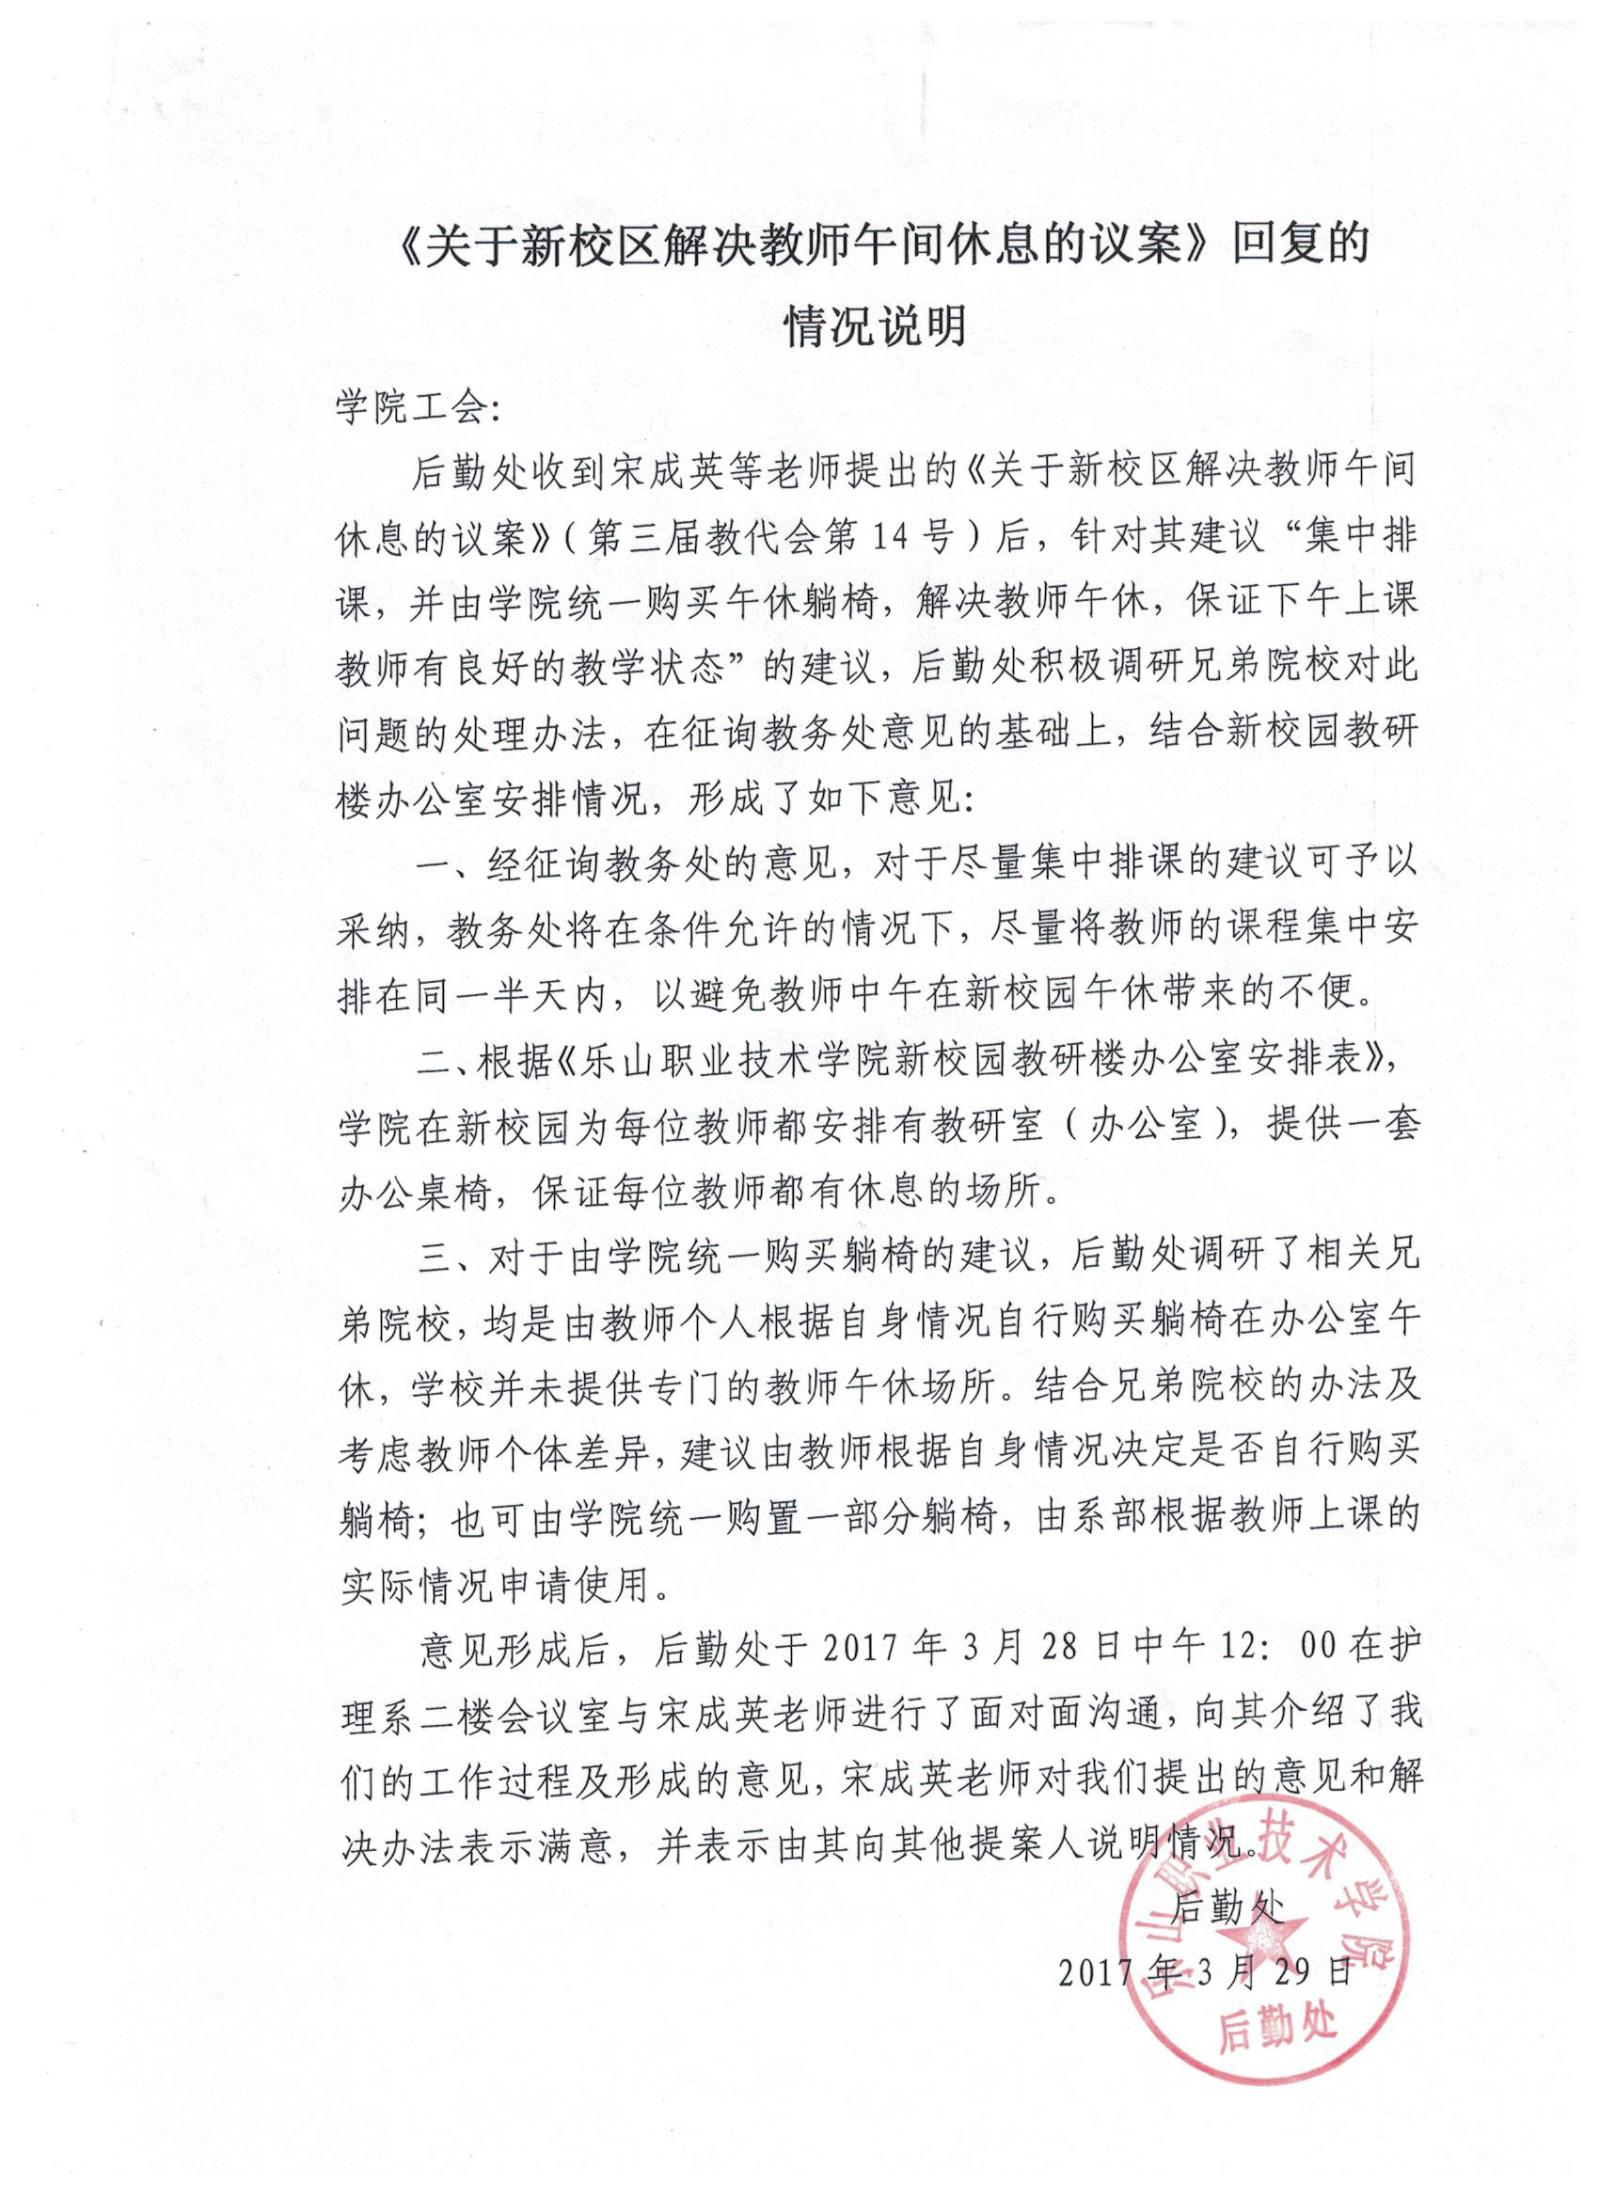 《关于新校区解决教师午间休息的议案》回复的
情况说明
学院工会：
后勤处收到宋成英等老师提出的《关于新校区解决教师午间
休息的议案》（第三届教代会第 14 号）后，针对其建议“集中排
课，并由学院统一购买午休躺椅，解决教师午休，保证下午上课
教师有良好的教学状态”的建议，后勤处积极调研兄弟院校对此
问题的处理办法，在征询教务处意见的基础上，结合新校园教研
楼办公室安排情况，形成了如下意见：
一、经征询教务处的意见，对于尽量集中排课的建议可予以
采纳，教务处将在条件允许的情况下，尽量将教师的课程集中安
排在同一半天内，以避免教师中午在新校园午休带来的不便。
二、根据《乐山职业技术学院新校园教研楼办公室安排表》，
学院在新校园为每位教师都安排有教研室（办公室），提供一套
办公桌椅，保证每位教师都有休息的场所。
三、对于由学院统一购买躺椅的建议，后勤处调研了相关兄
弟院校，均是由教师个人根据自身情况自行购买躺椅在办公室午
休，学校并未提供专门的教师午休场所。结合兄弟院校的办法及
考虑教师个体差异，建议由教师根据自身情况决定是否自行购买
躺椅；也可由学院统一购置一部分躺椅，由系部根据教师上课的
实际情况申请使用。
意见形成后，后勤处于 2017 年 3 月 28 日中午 12：00 在护
理系二楼会议室与宋成英老师进行了面对面沟通，向其介绍了我
们的工作过程及形成的意见，宋成英老师对我们提出的意见和解
决办法表示满意，并表示由其向其他提案人说明情况。
后勤处
2017 年 3 月 29 日
乐山职业技术学院
后勤处